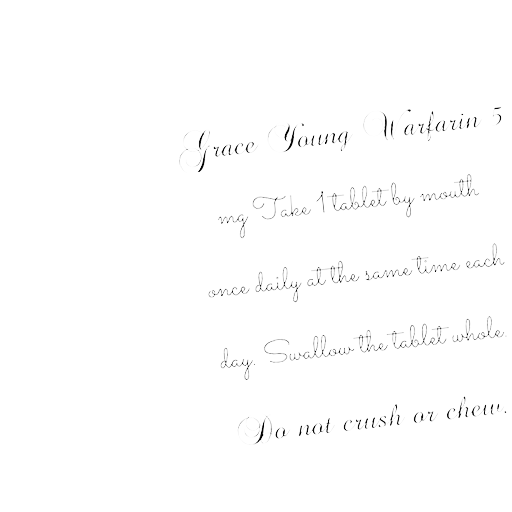 Grace Young Warfarin 5
mg Take 1 tablet by mouth
once daily at the same time each
day. Swallow the tablet whole.
Do not crush or chew.